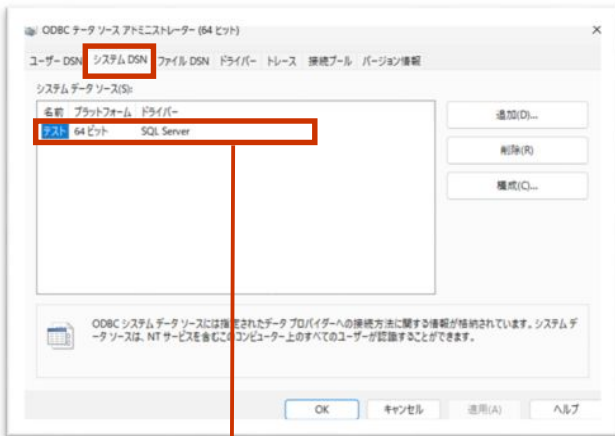 ODBC データ ソース アドミニストレーター (64 ビット)
ユーザー DSN システム DSN ファイル DSN ドライバー トレース 接続プール バージョン情報
システム データ ソース(S):
名前 プラットフォーム ドライバー
テスト 64 ビット SQL Server
追加(D)...
削除(R)
構成(C)...
ODBC システム データ ソースには指定されたデータ プロバイダーへの接続方法に関する情報が格納されています。システム デ
ータ ソースは、NT サービスを含むこのコンピューター上のすべてのユーザーが認識することができます。
OK キャンセル 適用(A) ヘルプ